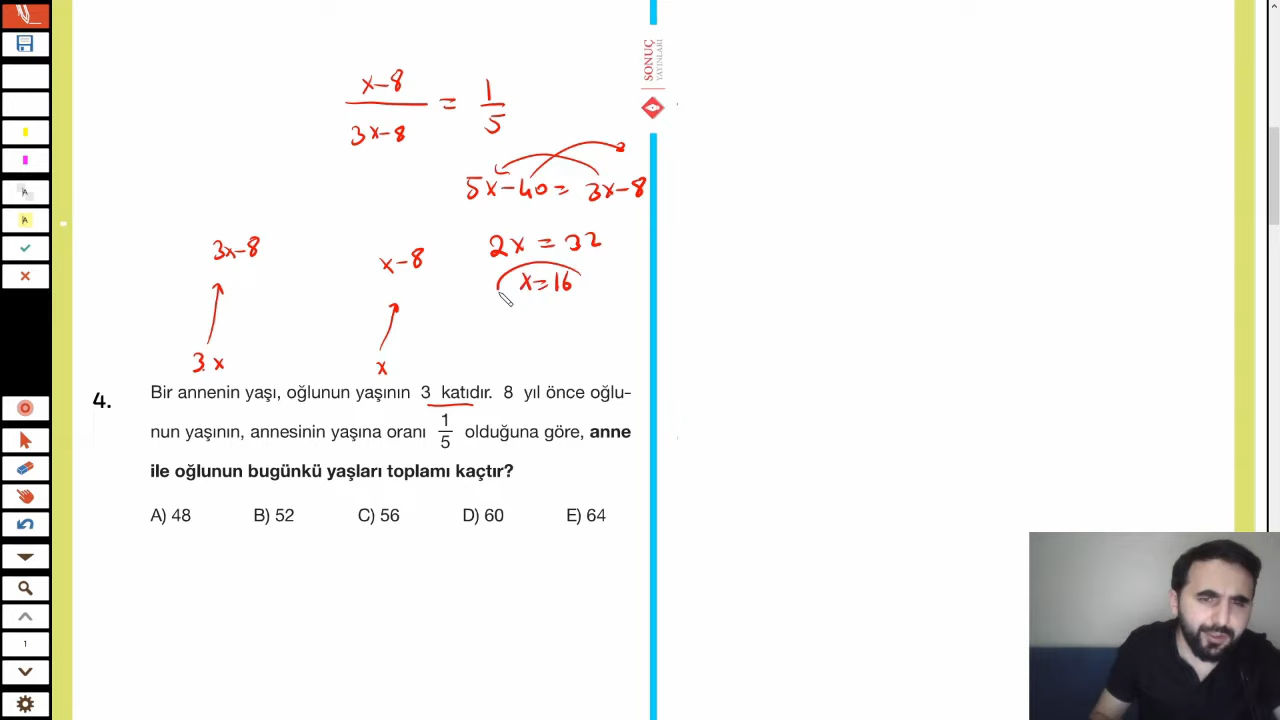 x-8
3x-8
=
1
5
5x-40=3x-8
2x=32
x=16
3x-8
x-8
3x
x
SONUÇ
YAYINLARI
4.
Bir annenin yaşı, oğlunun yaşının 3 katıdır. 8 yıl önce oğlu-
nun yaşının, annesinin yaşına oranı 1/5 olduğuna göre, anne
ile oğlunun bugünkü yaşları toplamı kaçtır?
A) 48 B) 52 C) 56 D) 60 E) 64
A
A
1